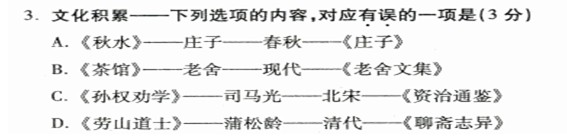 3. 文化积累——下列选项的内容,对应有误的一项是(3 分)
A.《秋水》——庄子——春秋——《庄子》
B.《茶馆》——老舍——现代——《老舍文集》
C.《孙权劝学》——司马光——北宋——《资治通鉴》
D.《劳山道士》——蒲松龄——清代——《聊斋志异》